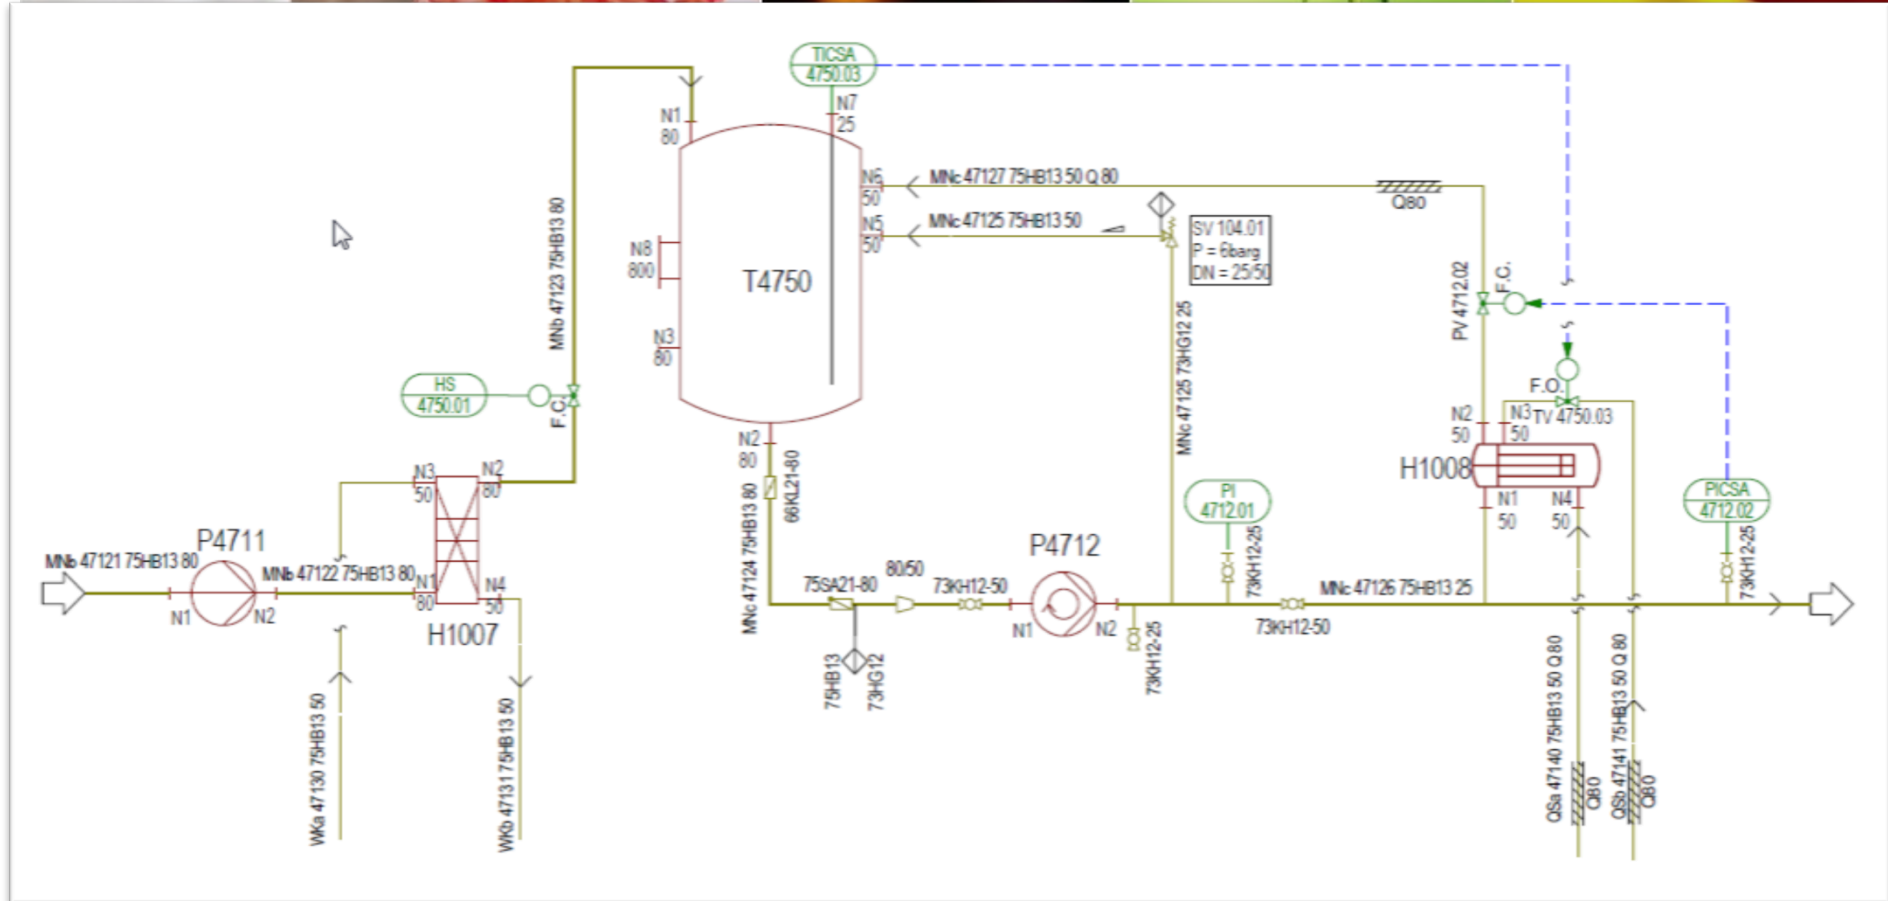 TICSA
4750.03
N7
25
N1
80
MNb 47123 75HB13 80
N6
50
MNc 47127 75HB13 50 Q 80
Q80
N5
50
MNc 47125 75HB13 50
SV 104.01
P = 6barg
DN = 25/50
N8
800
T4750
N3
80
PV 4712.02
F.C.
HS
4750.01
F.C.
MNc 47125 73HG12 25
F.O.
TV 4750.03
N2
50
N3
50
H1008
N1
50
N4
50
N2
80
66KL21-80
MNc 47124 75HB13 80
PI
4712.01
73KH12-25
PICSA
4712.02
73KH12-25
N3
50
N2
80
P4711
MNb 47121 75HB13 80
MNb 47122 75HB13 80
N1
80
N4
50
N1
N2
H1007
75SA21-80
80/50
73KH12-50
P4712
N1
N2
MNc 47126 75HB13 25
73KH12-50
73KH12-25
75HB13
73HG12
WKa 47130 75HB13 50
WKb 47131 75HB13 50
QSa 47140 75HB13 50 Q 80
Q80
QSb 47141 75HB13 50 Q 80
Q80